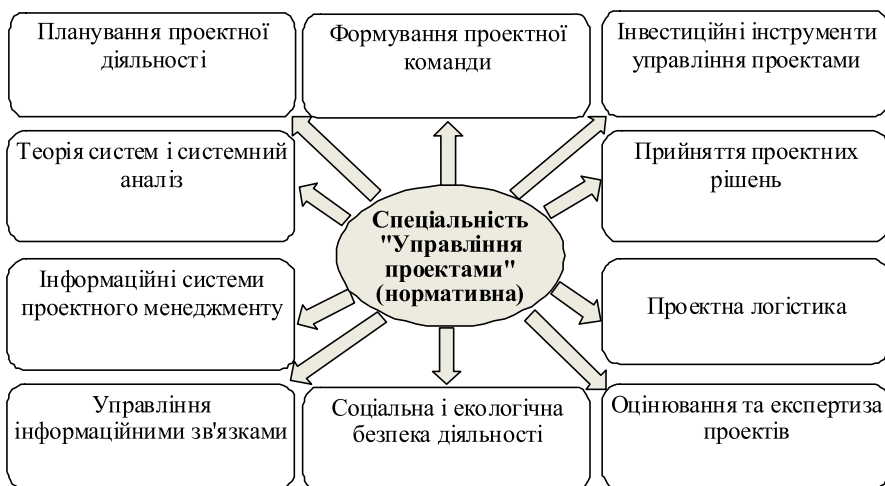 Планування проектної
діяльності
Формування проектної
команди
Інвестиційні інструменти
управління проектами
Теорія систем і системний
аналіз
Прийняття проектних
рішень
Спеціальність
"Управління
проектами"
(нормативна)
Інформаційні системи
проектного менеджменту
Проектна логістика
Управління
інформаційними зв'язками
Соціальна і екологічна
безпека діяльності
Оцінювання та експертиза
проектів